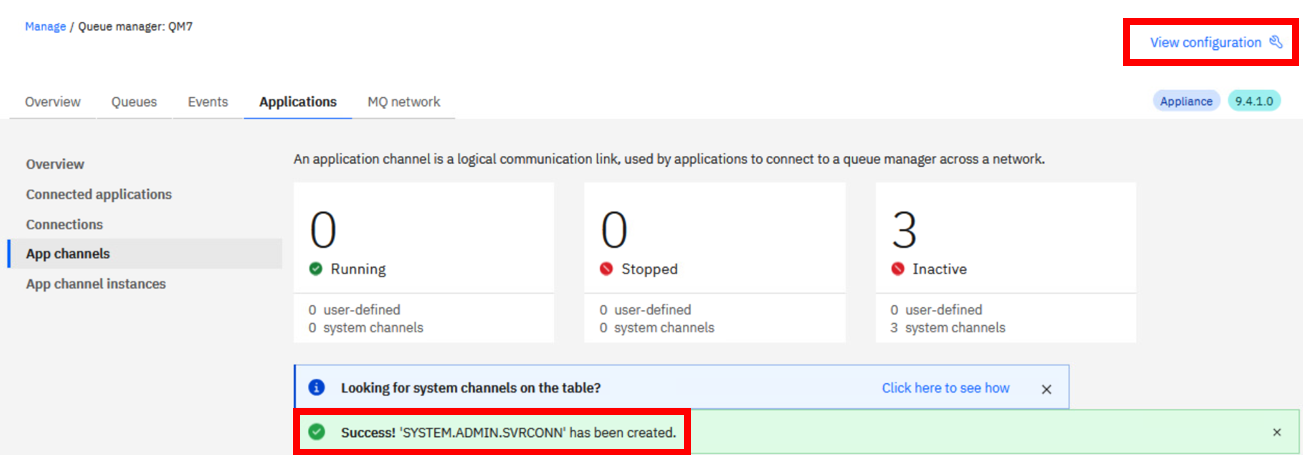 Manage / Queue manager: QM7
View configuration
Overview Queues Events Applications MQ network
Appliance 9.4.1.0
Overview
Connected applications
Connections
App channels
App channel instances
An application channel is a logical communication link, used by applications to connect to a queue manager across a network.
0
Running
0 user-defined
0 system channels
0
Stopped
0 user-defined
0 system channels
3
Inactive
0 user-defined
3 system channels
Looking for system channels on the table? Click here to see how
Success! 'SYSTEM.ADMIN.SVRCONN' has been created.